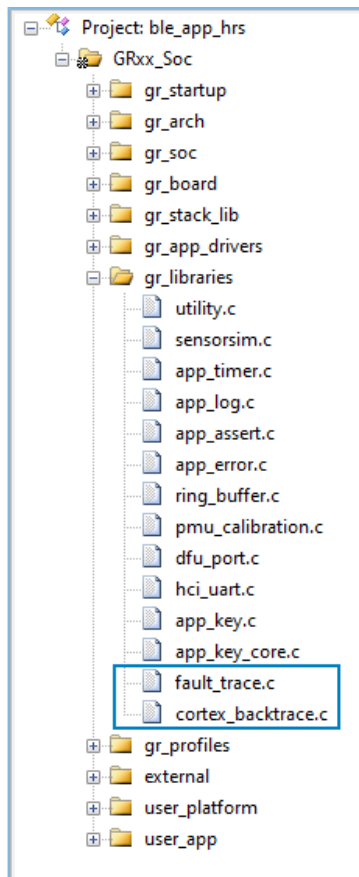 Project: ble_app_hrs
GRxx_Soc
gr_startup
gr_arch
gr_soc
gr_board
gr_stack_lib
gr_app_drivers
gr_libraries
utility.c
sensorsim.c
app_timer.c
app_log.c
app_assert.c
app_error.c
ring_buffer.c
pmu_calibration.c
dfu_port.c
hci_uart.c
app_key.c
app_key_core.c
fault_trace.c
cortex_backtrace.c
gr_profiles
external
user_platform
user_app